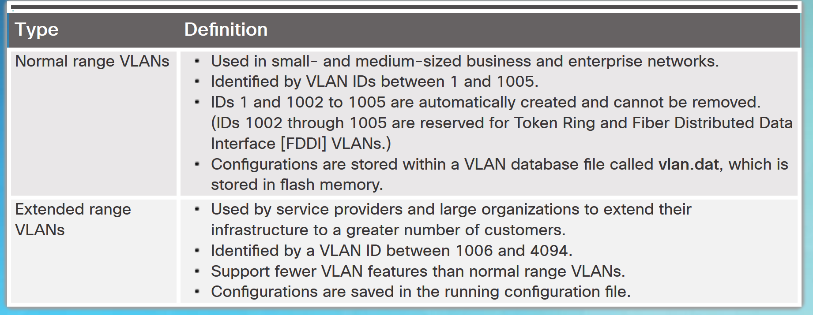 Type Definition
Normal range VLANs
• Used in small- and medium-sized business and enterprise networks.
• Identified by VLAN IDs between 1 and 1005.
• IDs 1 and 1002 to 1005 are automatically created and cannot be removed.
(IDs 1002 through 1005 are reserved for Token Ring and Fiber Distributed Data
Interface [FDDI] VLANs.)
• Configurations are stored within a VLAN database file called vlan.dat, which is
stored in flash memory.
Extended range
VLANs
• Used by service providers and large organizations to extend their
infrastructure to a greater number of customers.
• Identified by a VLAN ID between 1006 and 4094.
• Support fewer VLAN features than normal range VLANs.
• Configurations are saved in the running configuration file.